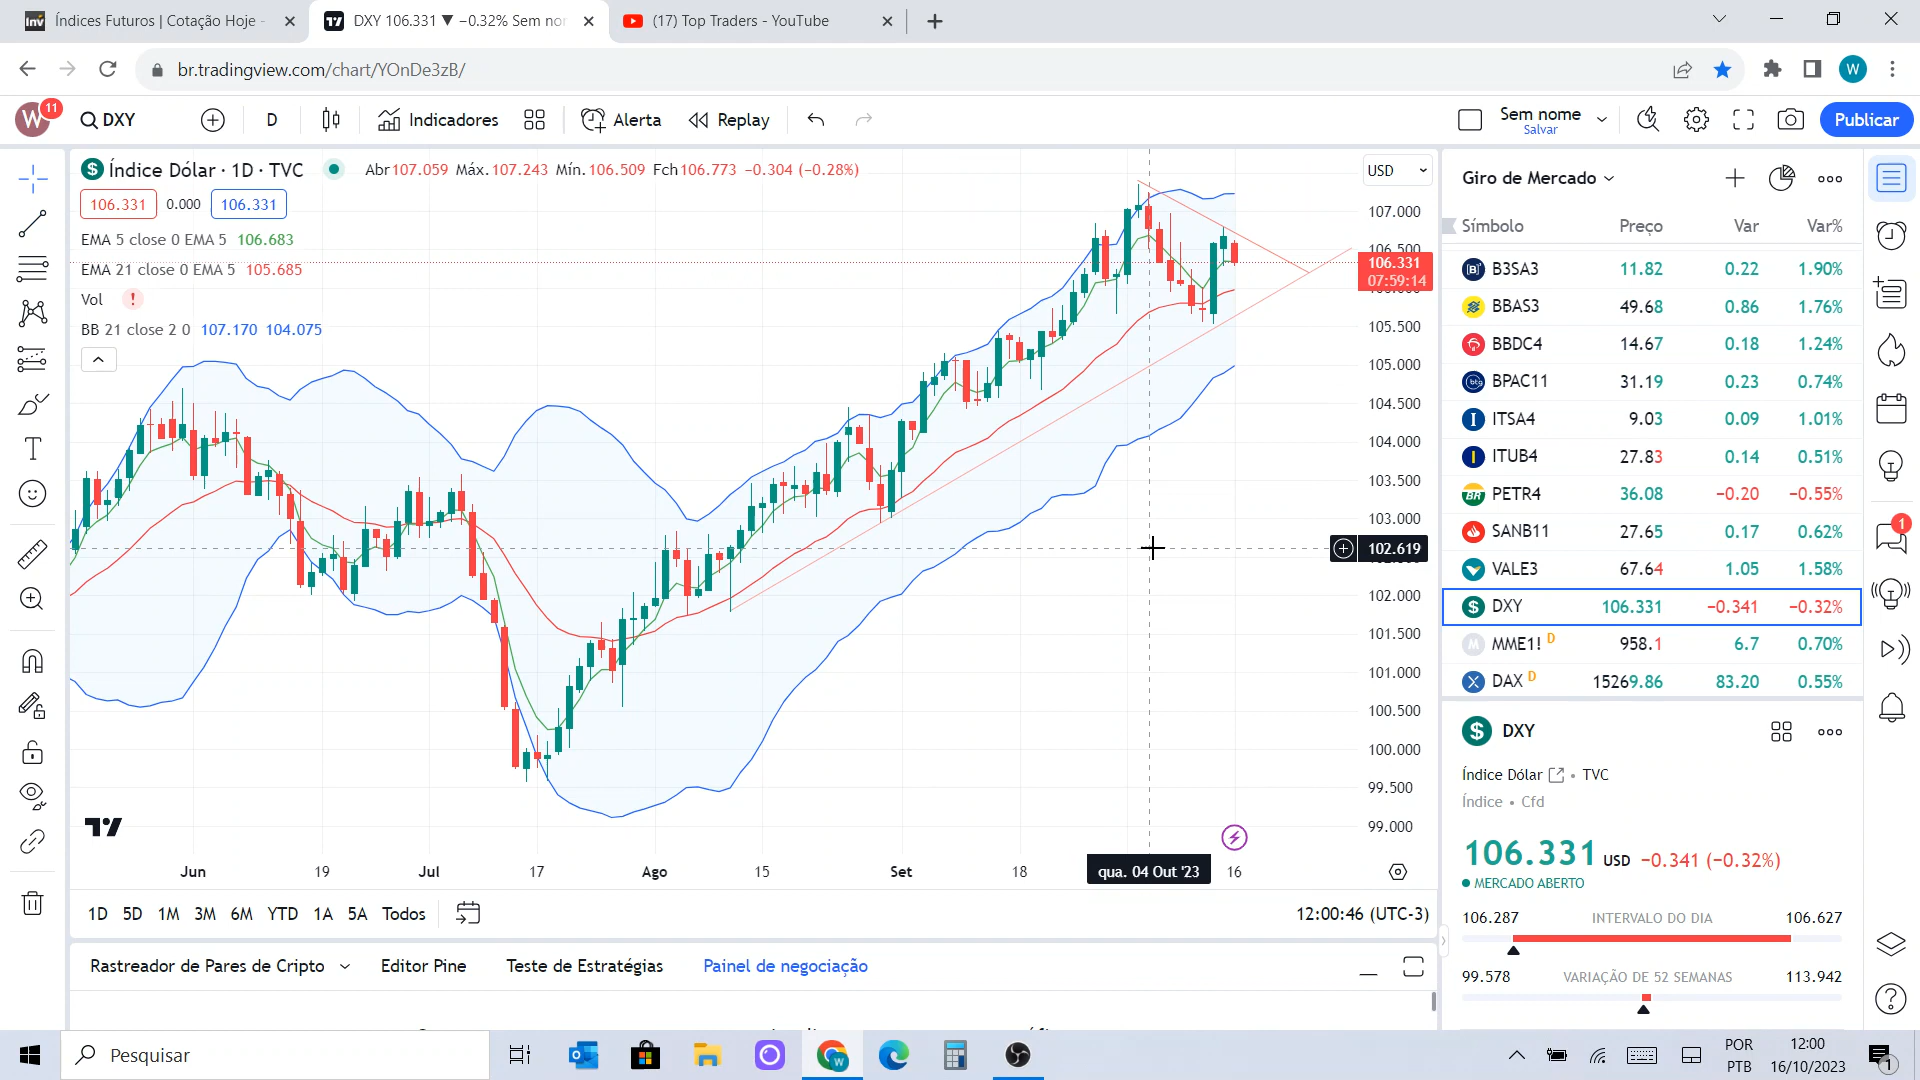 Índices Futuros | Cotação Hoje -
DXY 106.331 ▼ −0.32% Sem no
(17) Top Traders - YouTube
br.tradingview.com/chart/YOnDe3zB/
W
W
11
DXY
D
Indicadores
Alerta
Replay
Sem nome
Salvar
Publicar
Índice Dólar · 1D · TVC
Abr107.059 Máx.107.243 Mín.106.509 Fch106.773 −0.304 (−0.28%)
106.331
0.000
106.331
EMA 5 close 0 EMA 5 106.683
EMA 21 closae 0 EMA 5 105.685
Vol
BB 21 close 2 0 107.170 104.075
USD
107.000
106.500
106.331
07:59:14
105.500
105.000
104.500
104.000
103.500
103.000
102.619
102.000
101.500
101.000
100.500
100.000
99.500
99.000
Jun
19
Jul
17
Ago
15
Set
18
qua. 04 Out '23
16
1D 5D 1M 3M 6M YTD 1A 5A Todos
12:00:46 (UTC-3)
Rastreador de Pares de Cripto
Editor Pine
Teste de Estratégias
Painel de negociação
Giro de Mercado
Símbolo Preço Var Var%
B3SA3 11.82 0.22 1.90%
BBAS3 49.68 0.86 1.76%
BBDC4 14.67 0.18 1.24%
BPAC11 31.19 0.23 0.74%
ITSA4 9.03 0.09 1.01%
ITUB4 27.83 0.14 0.51%
PETR4 36.08 −0.20 −0.55%
SANB11 27.65 0.17 0.62%
VALE3 67.64 1.05 1.58%
DXY 106.331 −0.341 −0.32%
MME1! D 958.1 6.7 0.70%
DAX D 15269.86 83.20 0.55%
1
DXY
Índice Dólar • TVC
Índice • Cfd
106.331 USD −0.341 (−0.32%)
MERCADO ABERTO
106.287 INTERVALO DO DIA 106.627
99.578 VARIAÇÃO DE 52 SEMANAS 113.942
Pesquisar
POR
PTB
12:00
16/10/2023
1